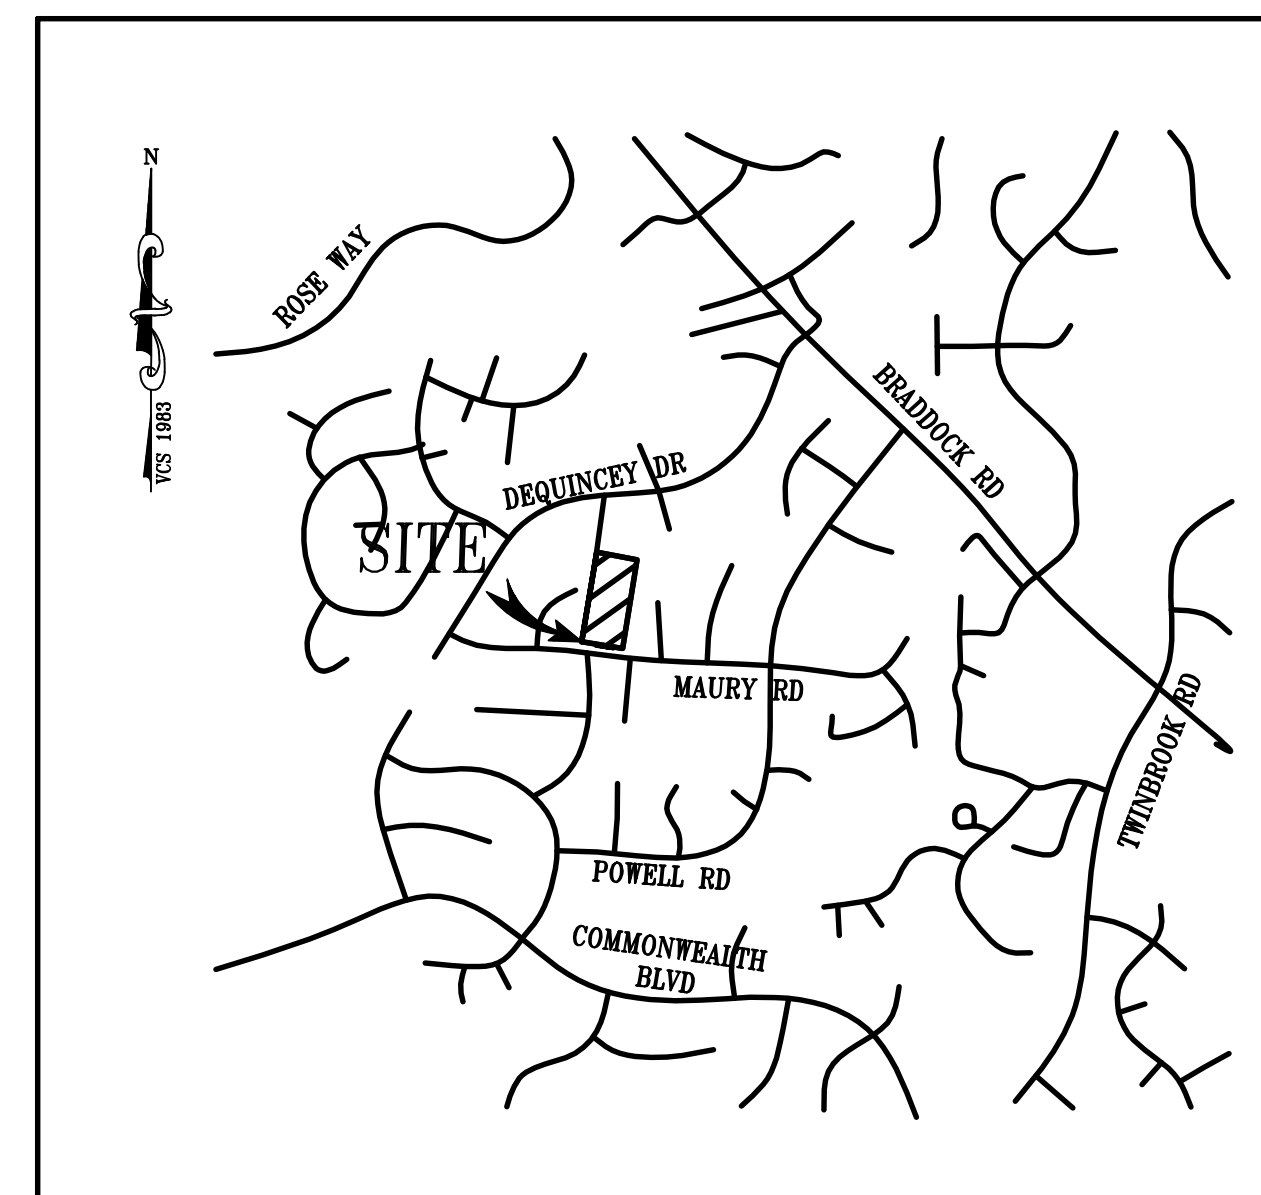 N
VCS 1983
ROSE WAY
BRADDOCK RD
DEQUINCEY DR
SITE
MAURY RD
TWINBROOK RD
POWELL RD
COMMONWEALTH
BLVD